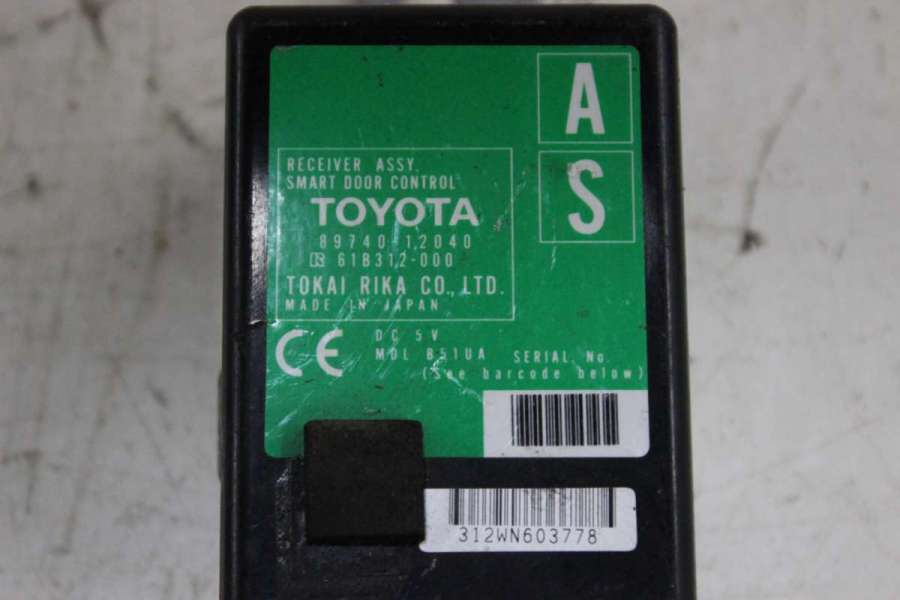 A
S
RECEIVER ASSY.
SMART DOOR CONTROL
TOYOTA
89740-12040
61B312-000
TOKAI RIKA CO., LTD.
MADE IN JAPAN
CE
DC 5V
MDL B51UA SERIAL. No.
(See barcode below)
312WN603778